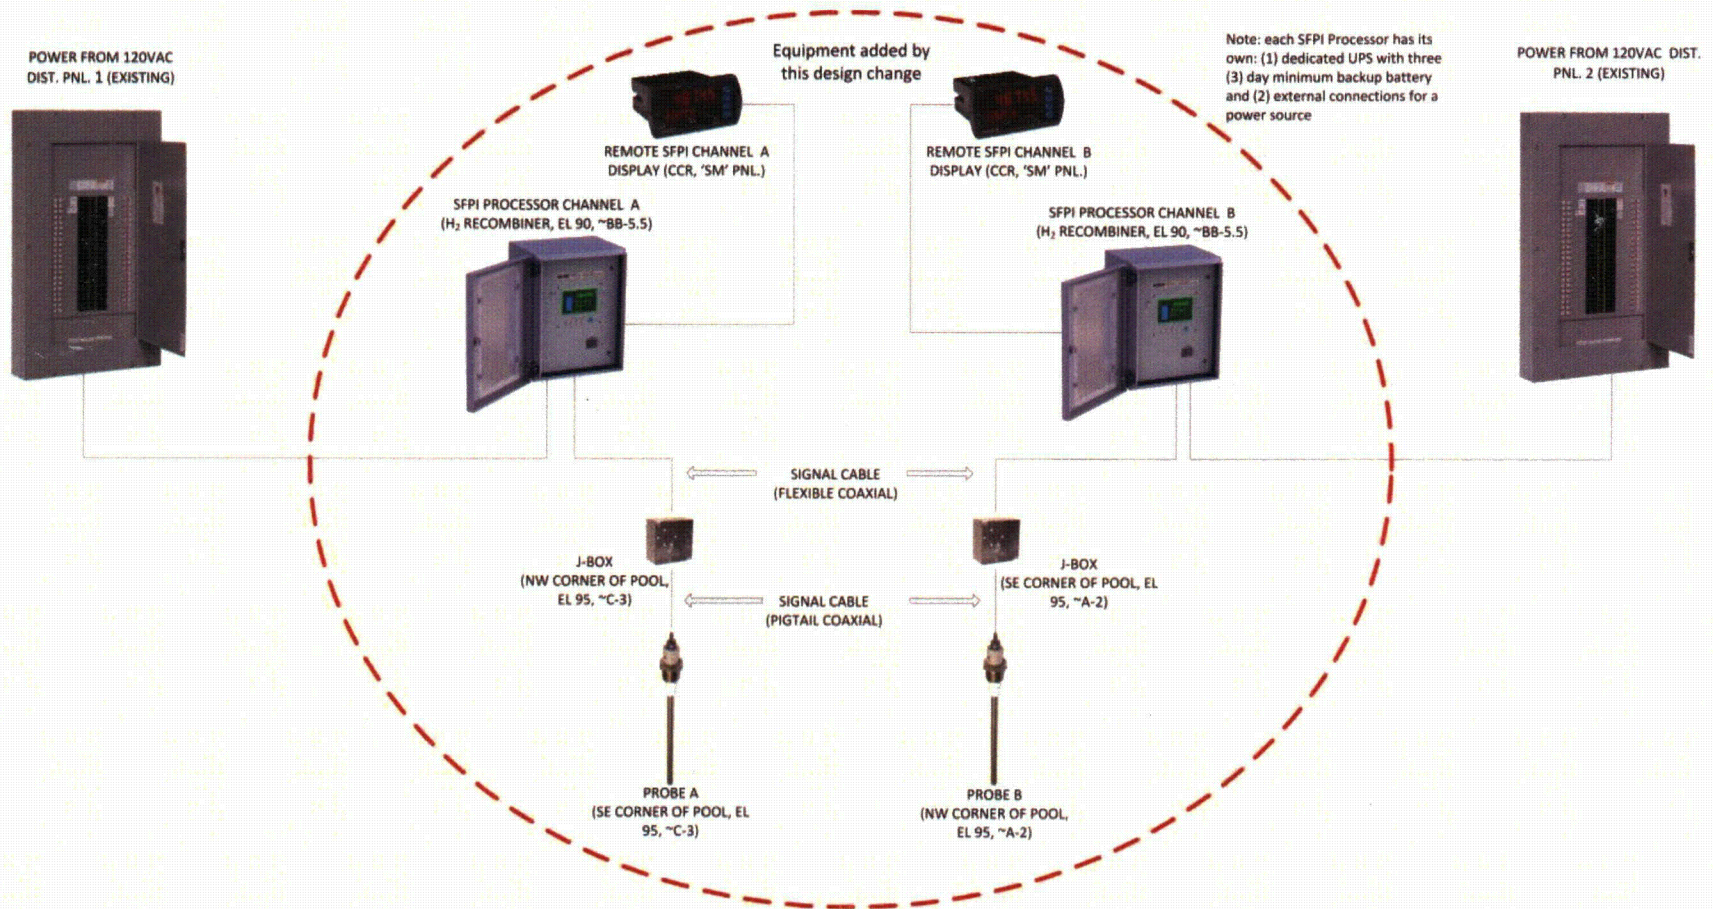 POWER FROM 120VAC
DIST. PNL. 1 (EXISTING)
Equipment added by
this design change
Note: each SFPI Processor has its
own: (1) dedicated UPS with three
(3) day minimum backup battery
and (2) external connections for a
power source
POWER FROM 120VAC DIST.
PNL. 2 (EXISTING)
REMOTE SFPI CHANNEL A
DISPLAY (CCR, 'SM' PNL.)
REMOTE SFPI CHANNEL B
DISPLAY (CCR, 'SM' PNL.)
SFPI PROCESSOR CHANNEL A
(H₂ RECOMBINER, EL 90, ~BB-5.5)
SFPI PROCESSOR CHANNEL B
(H₂ RECOMBINER, EL 90, ~BB-5.5)
SIGNAL CABLE
(FLEXIBLE COAXIAL)
J-BOX
(NW CORNER OF POOL,
EL 95, ~C-3)
J-BOX
(SE CORNER OF POOL, EL
95, ~A-2)
SIGNAL CABLE
(PIGTAIL COAXIAL)
PROBE A
(SE CORNER OF POOL, EL
95, ~C-3)
PROBE B
(NW CORNER OF POOL,
EL 95, ~A-2)